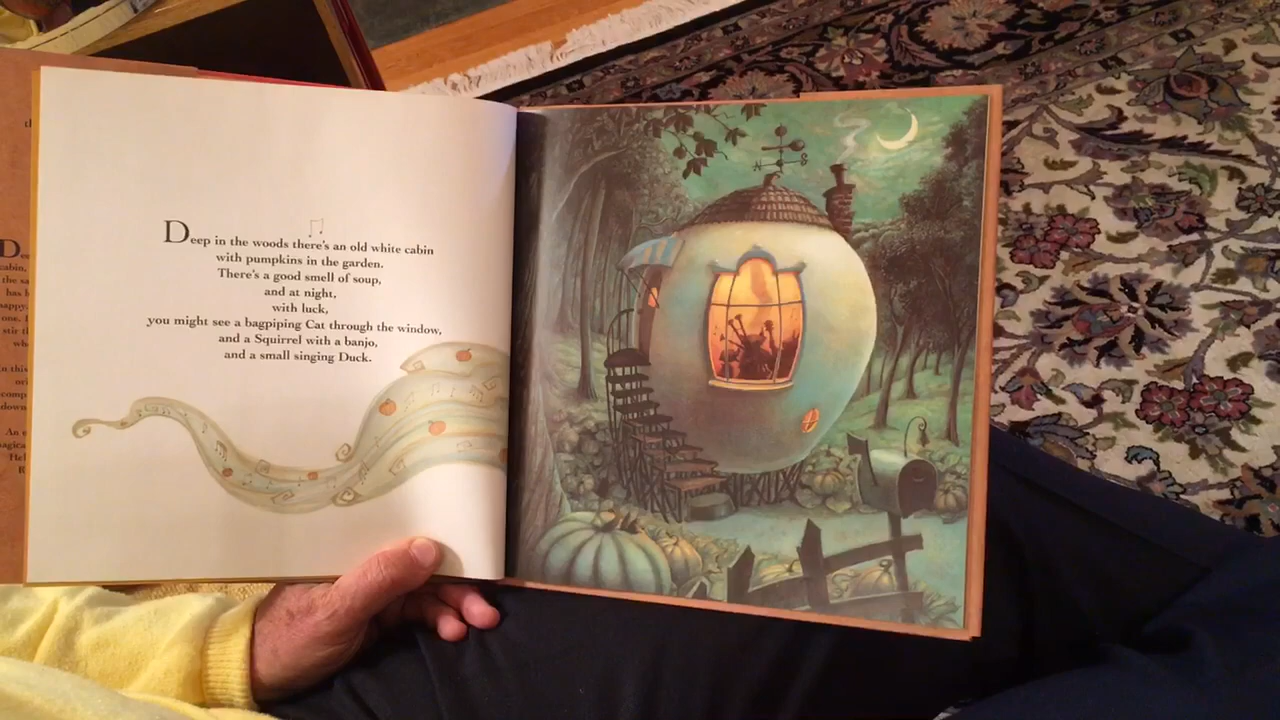 Deep in the woods there's an old white cabin
with pumpkins in the garden.
There's a good smell of soup,
and at night,
with luck,
you might see a bagpiping Cat through the window,
and a Squirrel with a banjo,
and a small singing Duck.